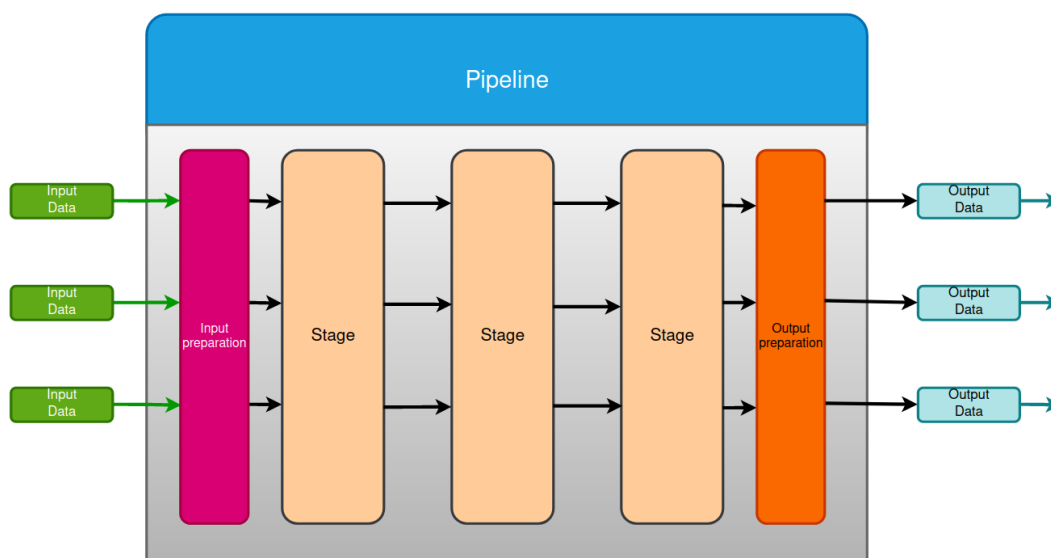 Pipeline
Input
Data
Output
Data
Input
Data
Output
Data
Input
preparation
Stage
Stage
Stage
Output
preparation
Input
Data
Output
Data